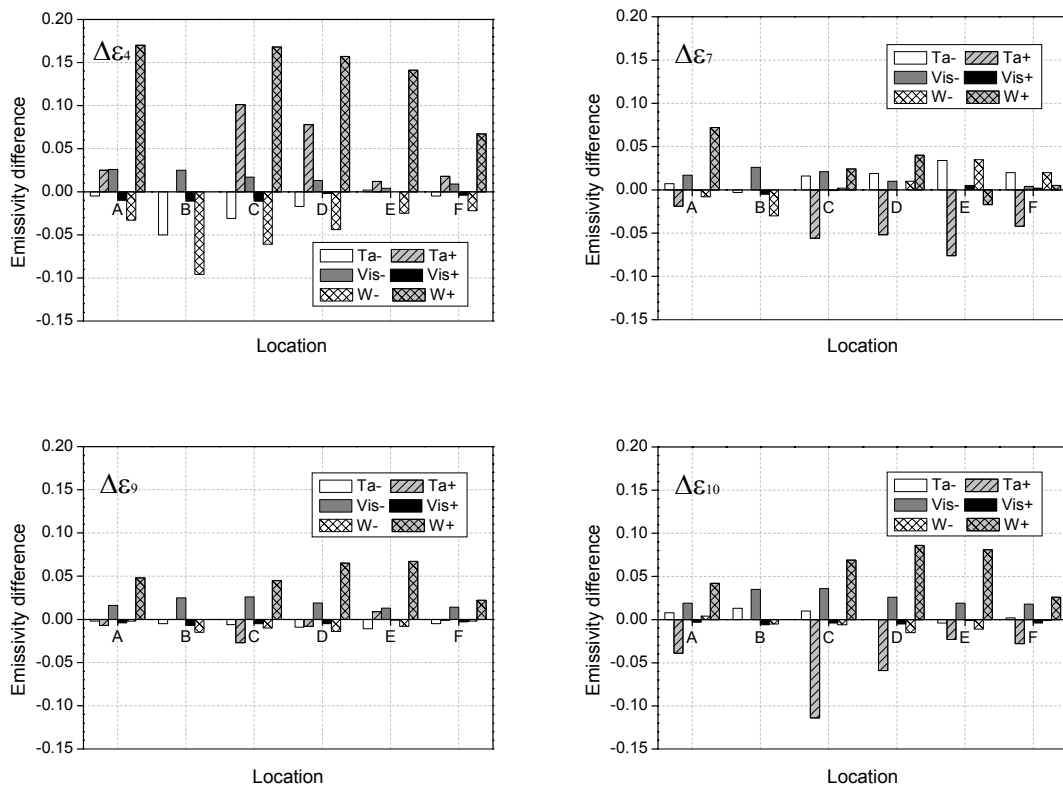 Δε4
0.20
0.15
0.10
0.05
0.00
-0.05
-0.10
-0.15
Emissivity difference
A B C D E F
Ta- Ta+
Vis- Vis+
W- W+
Location
Δε7
0.20
0.15
0.10
0.05
0.00
-0.05
-0.10
-0.15
Emissivity difference
Ta- Ta+
Vis- Vis+
W- W+
A B C D E F
Location
Δε9
0.20
0.15
0.10
0.05
0.00
-0.05
-0.10
-0.15
Emissivity difference
Ta- Ta+
Vis- Vis+
W- W+
A B C D E F
Location
Δε10
0.20
0.15
0.10
0.05
0.00
-0.05
-0.10
-0.15
Emissivity difference
Ta- Ta+
Vis- Vis+
W- W+
A B C D E F
Location